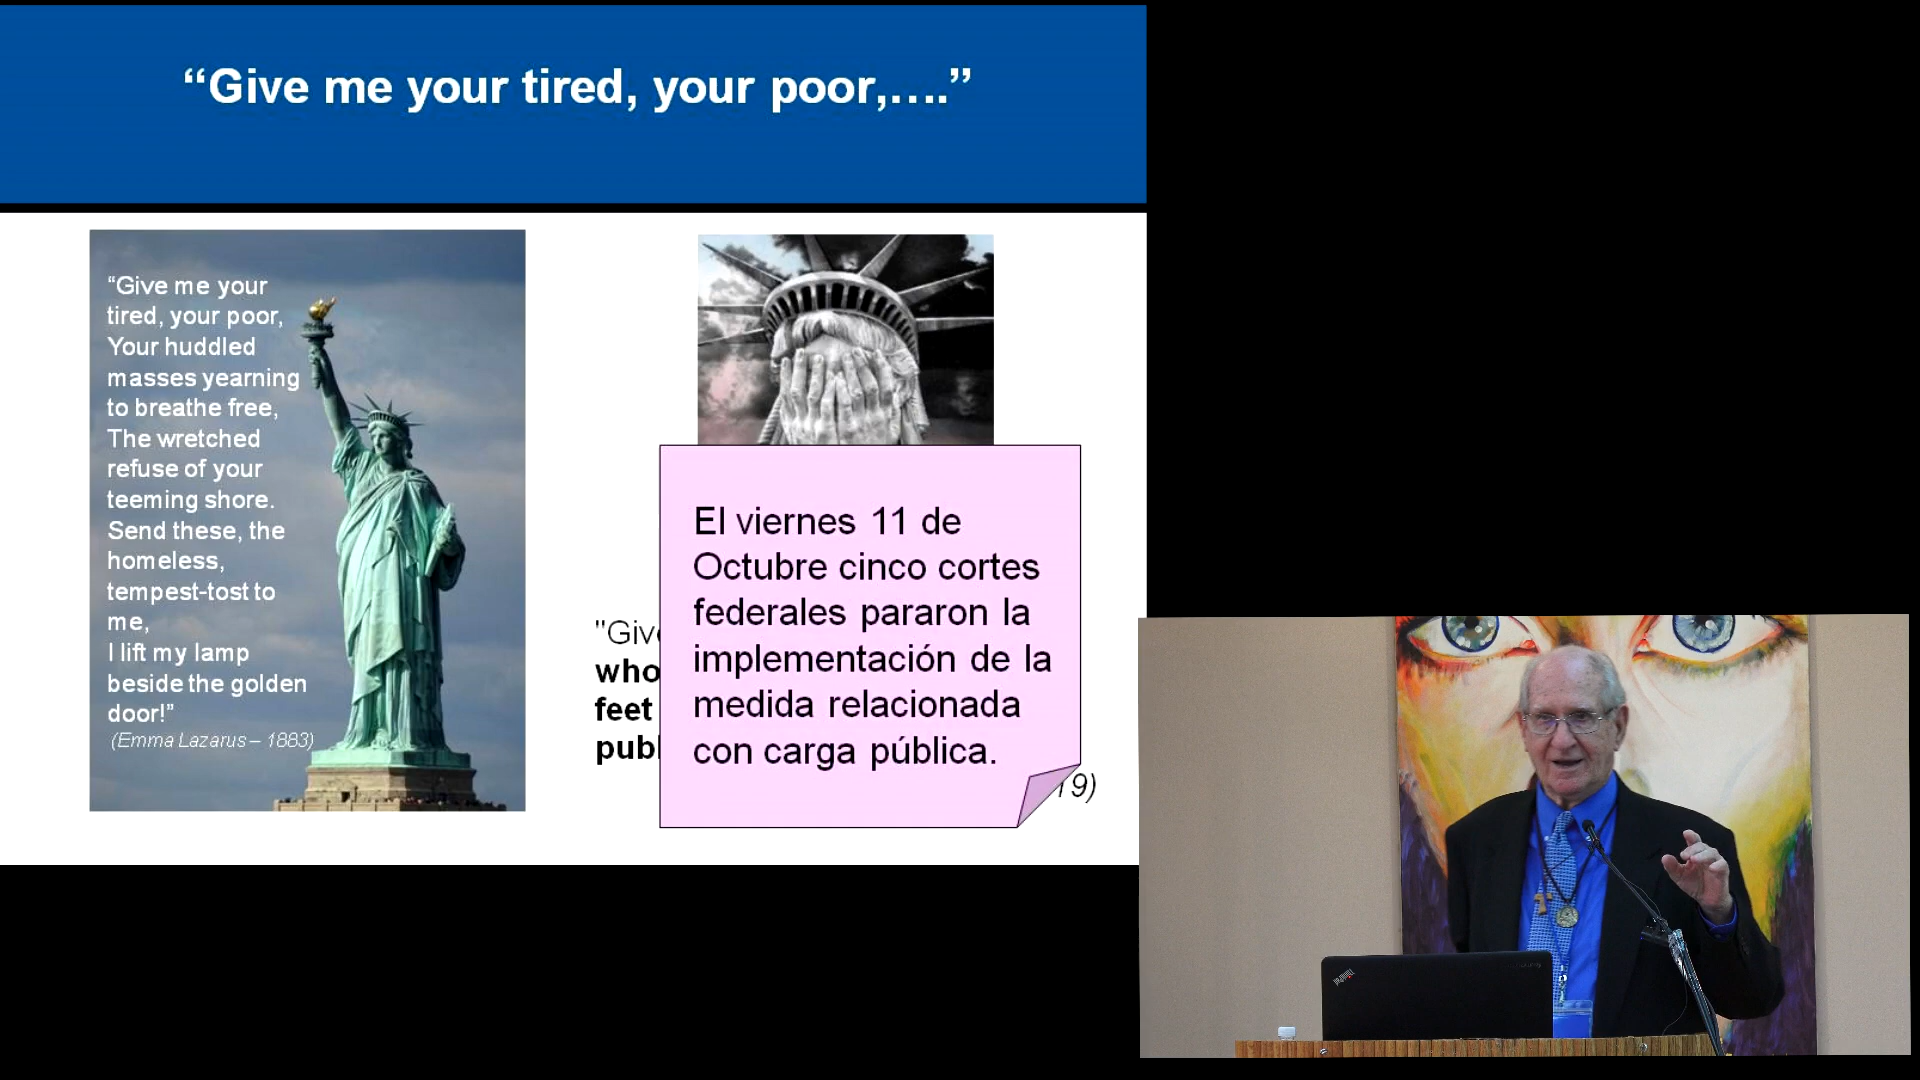 “Give me your tired, your poor,….”
“Give me your
tired, your poor,
Your huddled
masses yearning
to breathe free,
The wretched
refuse of your
teeming shore.
Send these, the
homeless,
tempest-tost to
me,
I lift my lamp
beside the golden
door!”
(Emma Lazarus – 1883)
El viernes 11 de
Octubre cinco cortes
federales pararon la
implementación de la
medida relacionada
con carga pública.
who
feet
19)